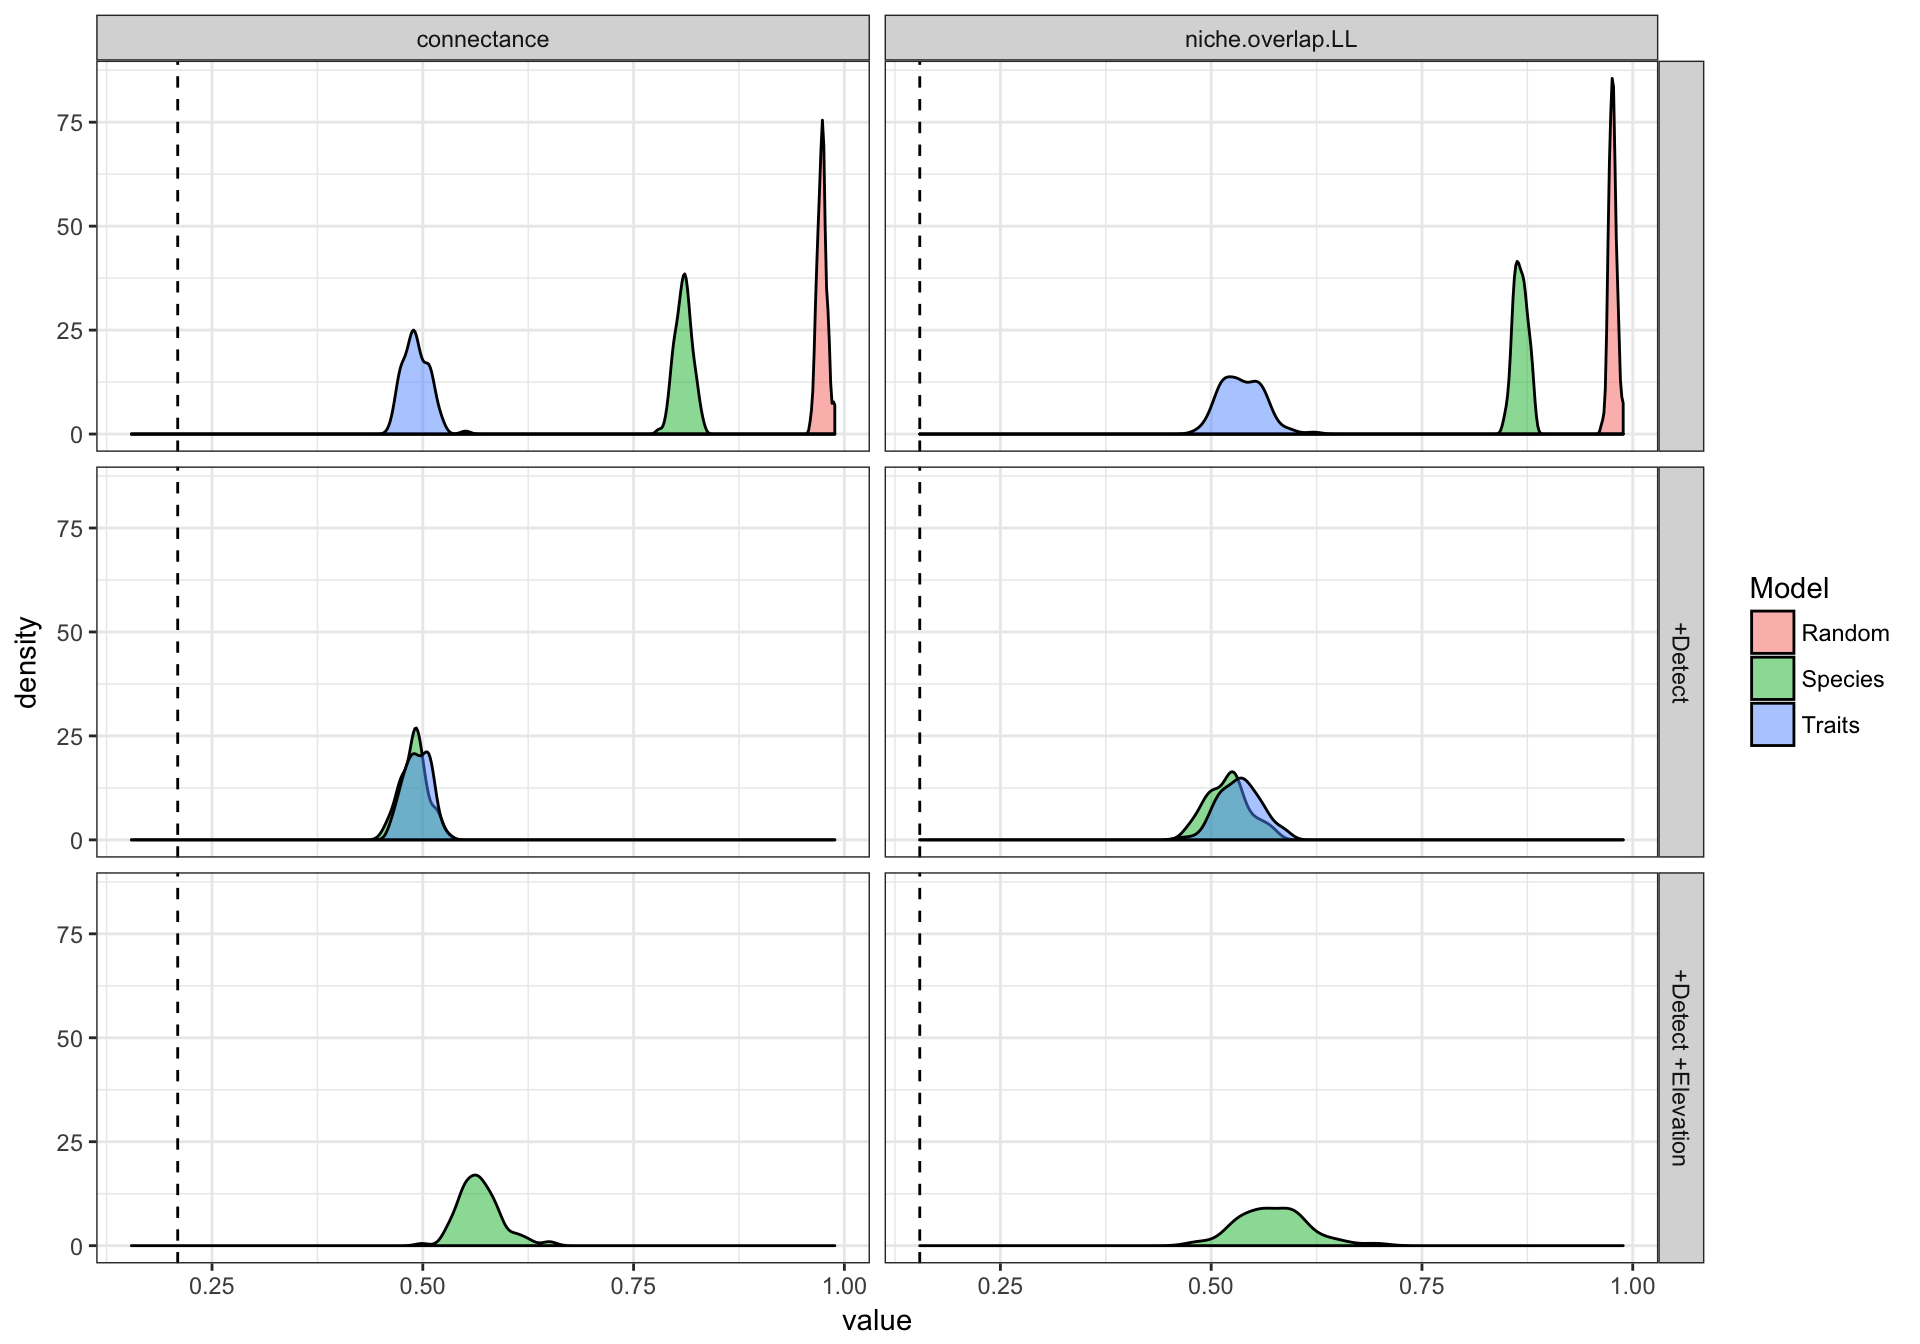 connectance
niche.overlap.LL
75
50
25
0
75
50
25
0
+Detect
75
50
25
0
+Detect +Elevation
0.25 0.50 0.75 1.00
0.25 0.50 0.75 1.00
value
density
Model
Random
Species
Traits